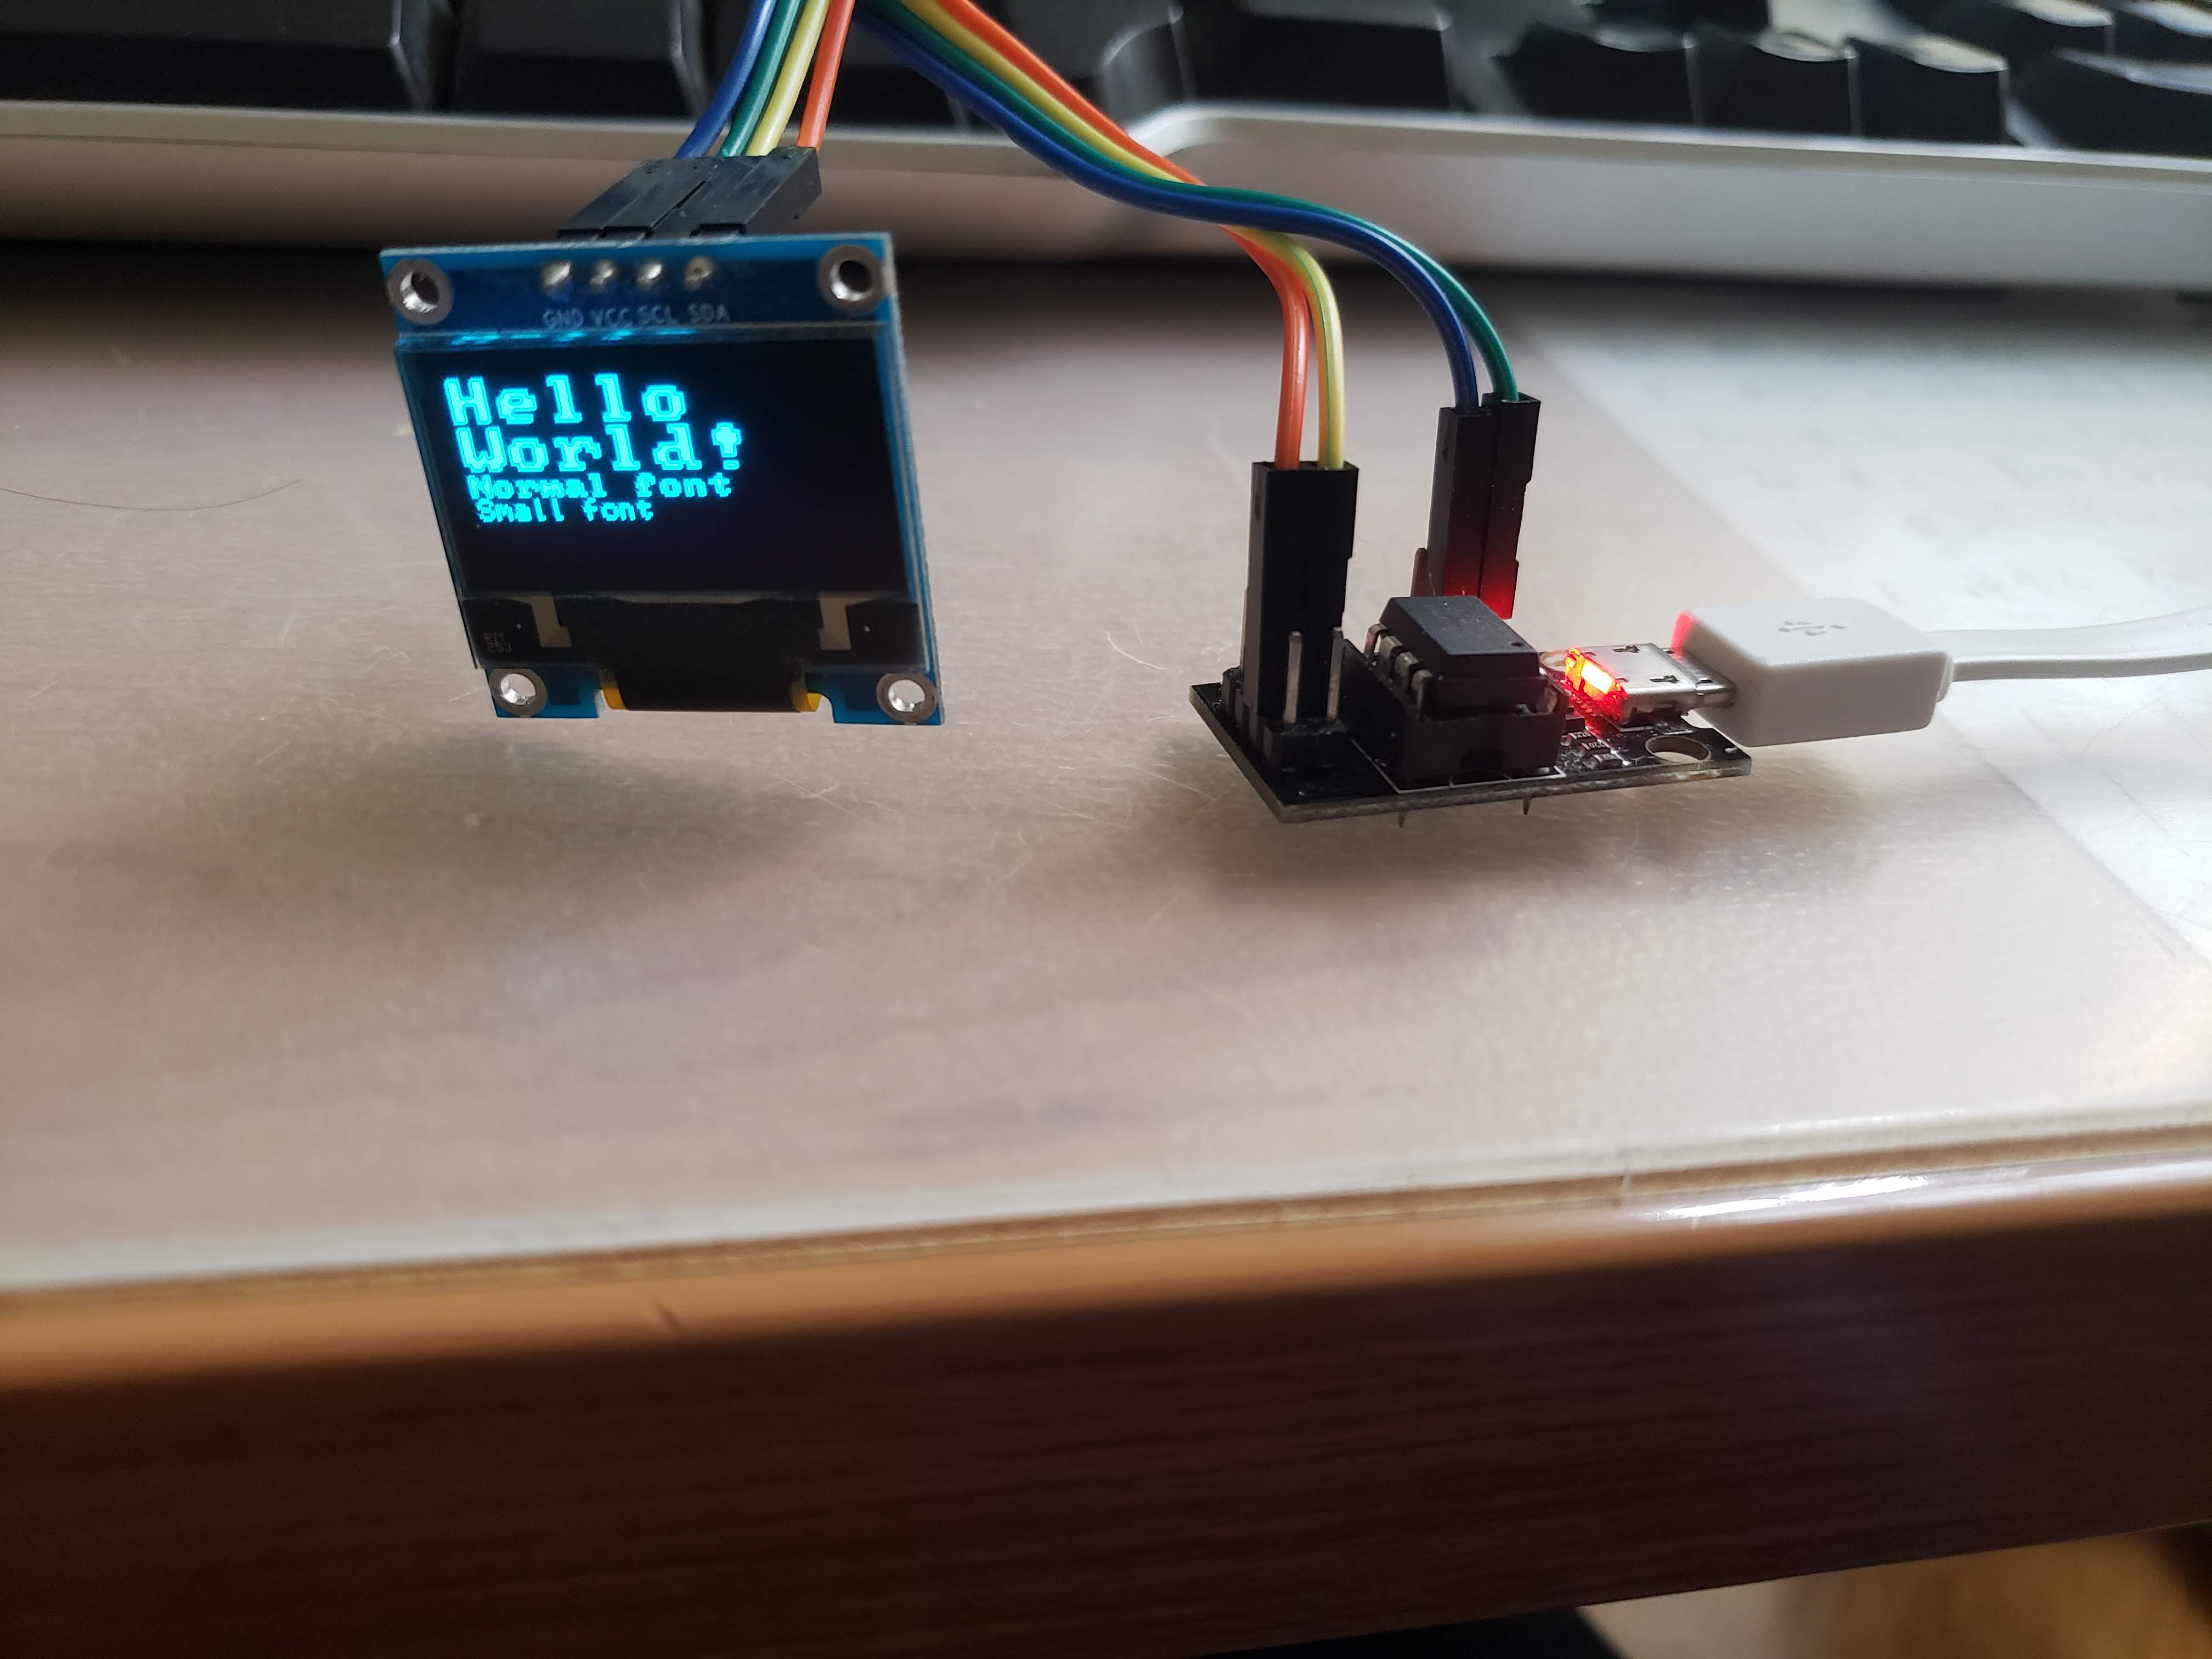 GND VCC SCL SDA
Hello
World!
Normal font
Small font